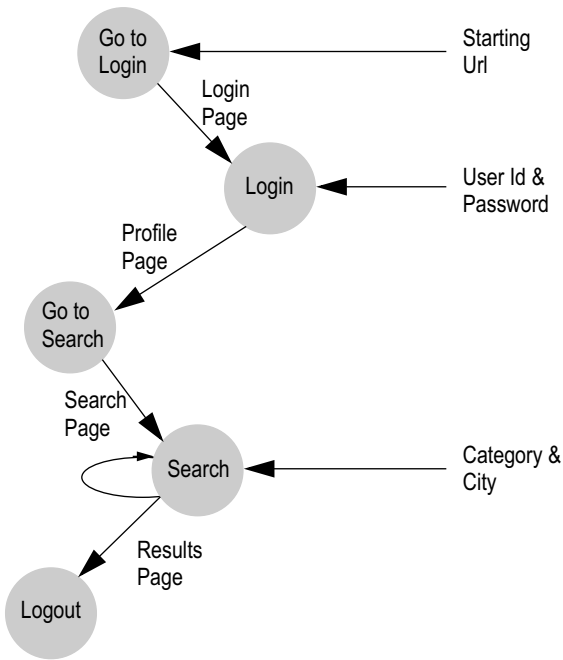 Go to
Login
Starting
Url
Login
Page
Login
User Id &
Password
Profile
Page
Go to
Search
Search
Page
Search
Category &
City
Results
Page
Logout